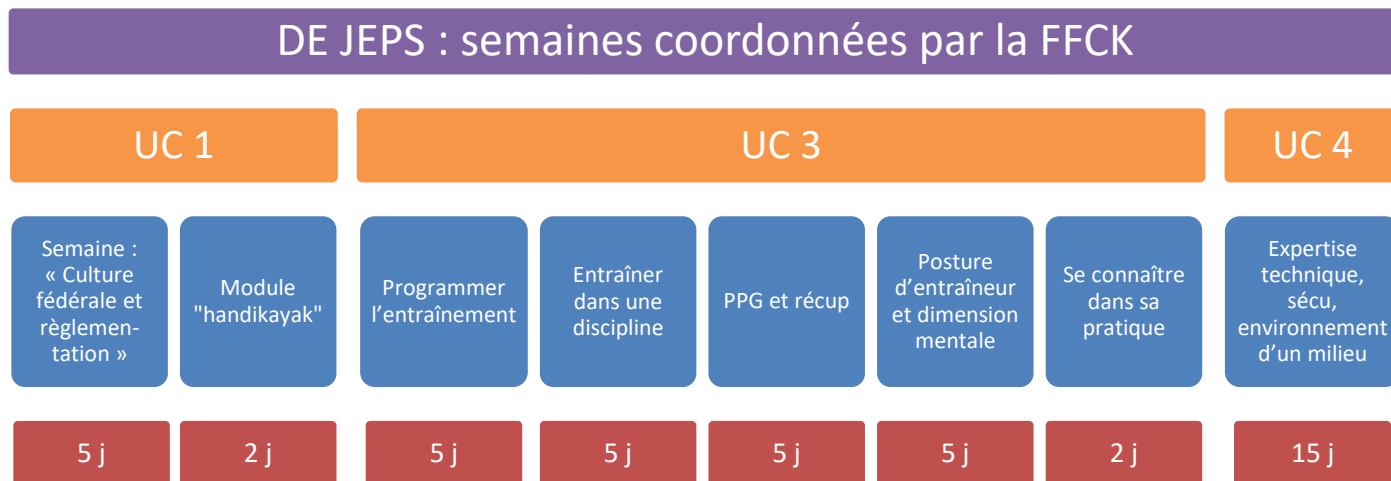 DE JEPS : semaines coordonnées par la FFCK
UC 1
UC 3
UC 4
Semaine :
« Culture
fédérale et
règlemen-
tation »
Module
"handikayak"
Programmer
l’entraînement
Entraîner
dans une
discipline
PPG et récup
Posture
d’entraîneur
et dimension
mentale
Se connaître
dans sa
pratique
Expertise
technique,
sécu,
environnement
d’un milieu
5 j
2 j
5 j
5 j
5 j
5 j
2 j
15 j